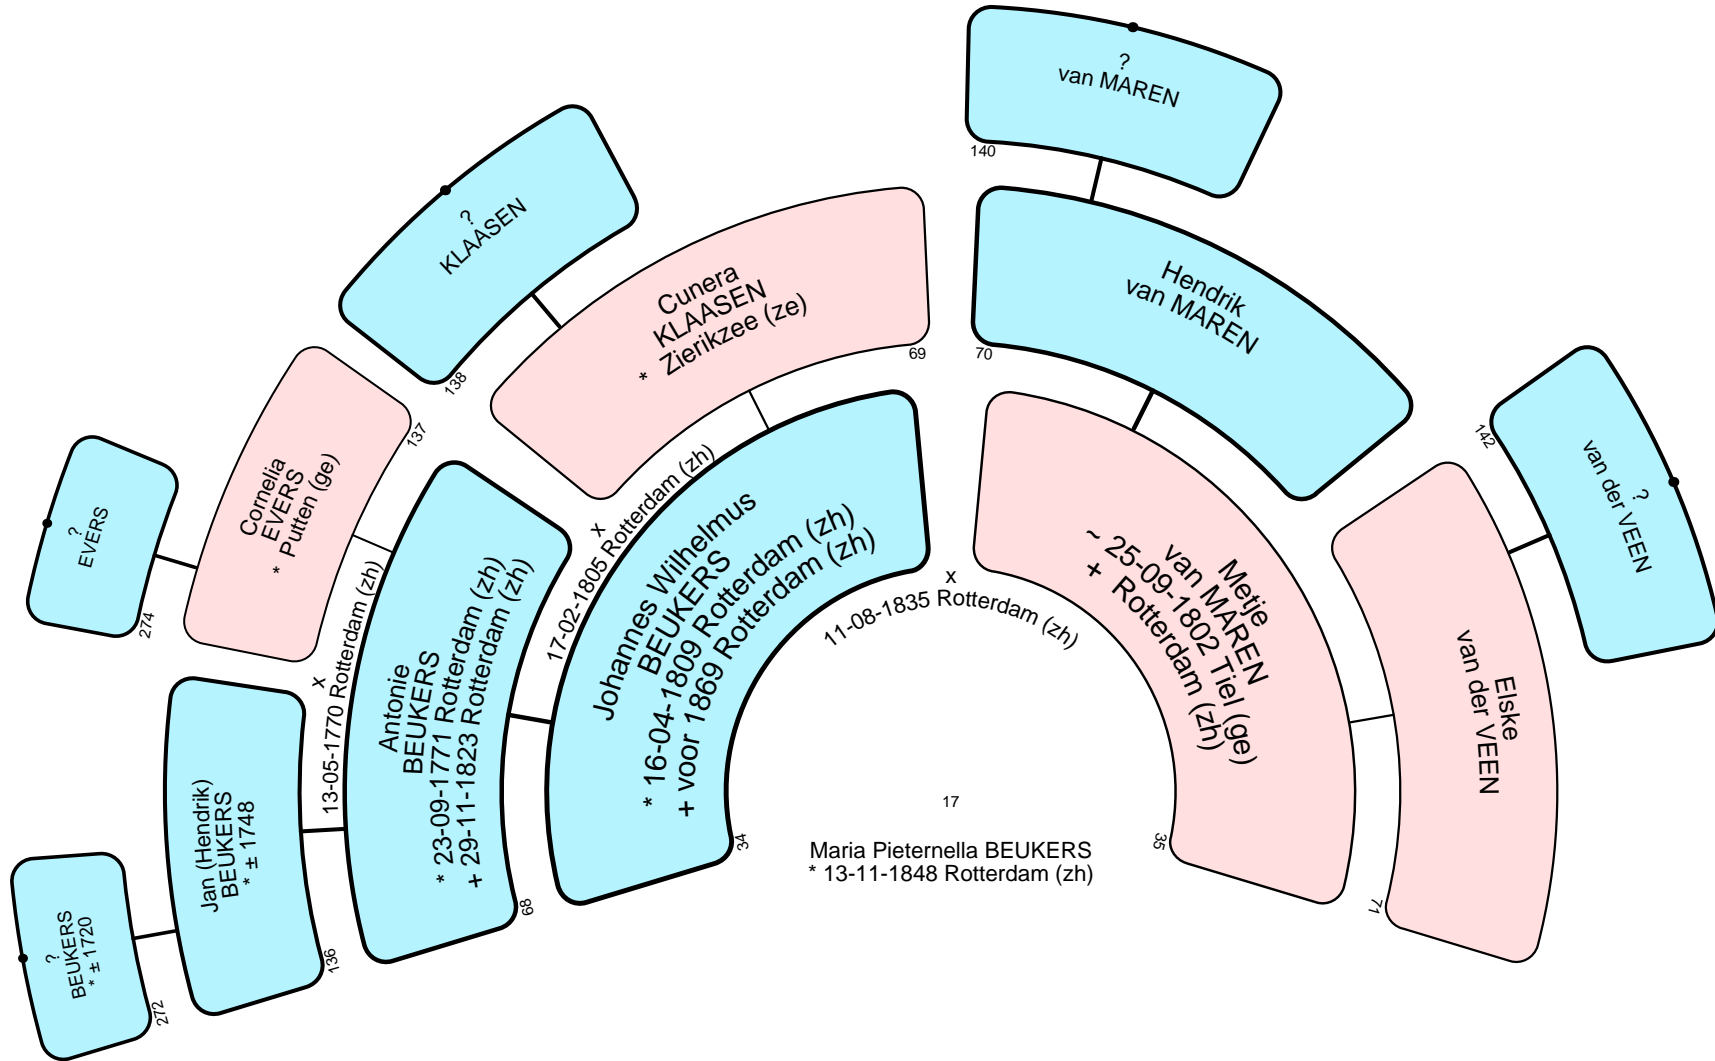 ?
van MAREN
140
?
KLAASEN
138
Cunera
KLAASEN
* Zierikzee (ze)
69
Hendrik
van MAREN
70
?
van der VEEN
142
Cornelia
EVERS
* Putten (ge)
137
?
EVERS
274
x
13-05-1770 Rotterdam (zh)
x
17-02-1805 Rotterdam (zh)
Antonie
BEUKERS
* 23-09-1771 Rotterdam (zh)
+ 29-11-1823 Rotterdam (zh)
68
Johannes Wilhelmus
BEUKERS
* 16-04-1809 Rotterdam (zh)
+ voor 1869 Rotterdam (zh)
34
x
11-08-1835 Rotterdam (zh)
Metje
van MAREN
~ 25-09-1802 Tiel (ge)
+ Rotterdam (zh)
35
Elske
van der VEEN
71
Jan (Hendrik)
BEUKERS
* ± 1748
136
?
BEUKERS
* ± 1720
272
17
Maria Pieternella BEUKERS
* 13-11-1848 Rotterdam (zh)